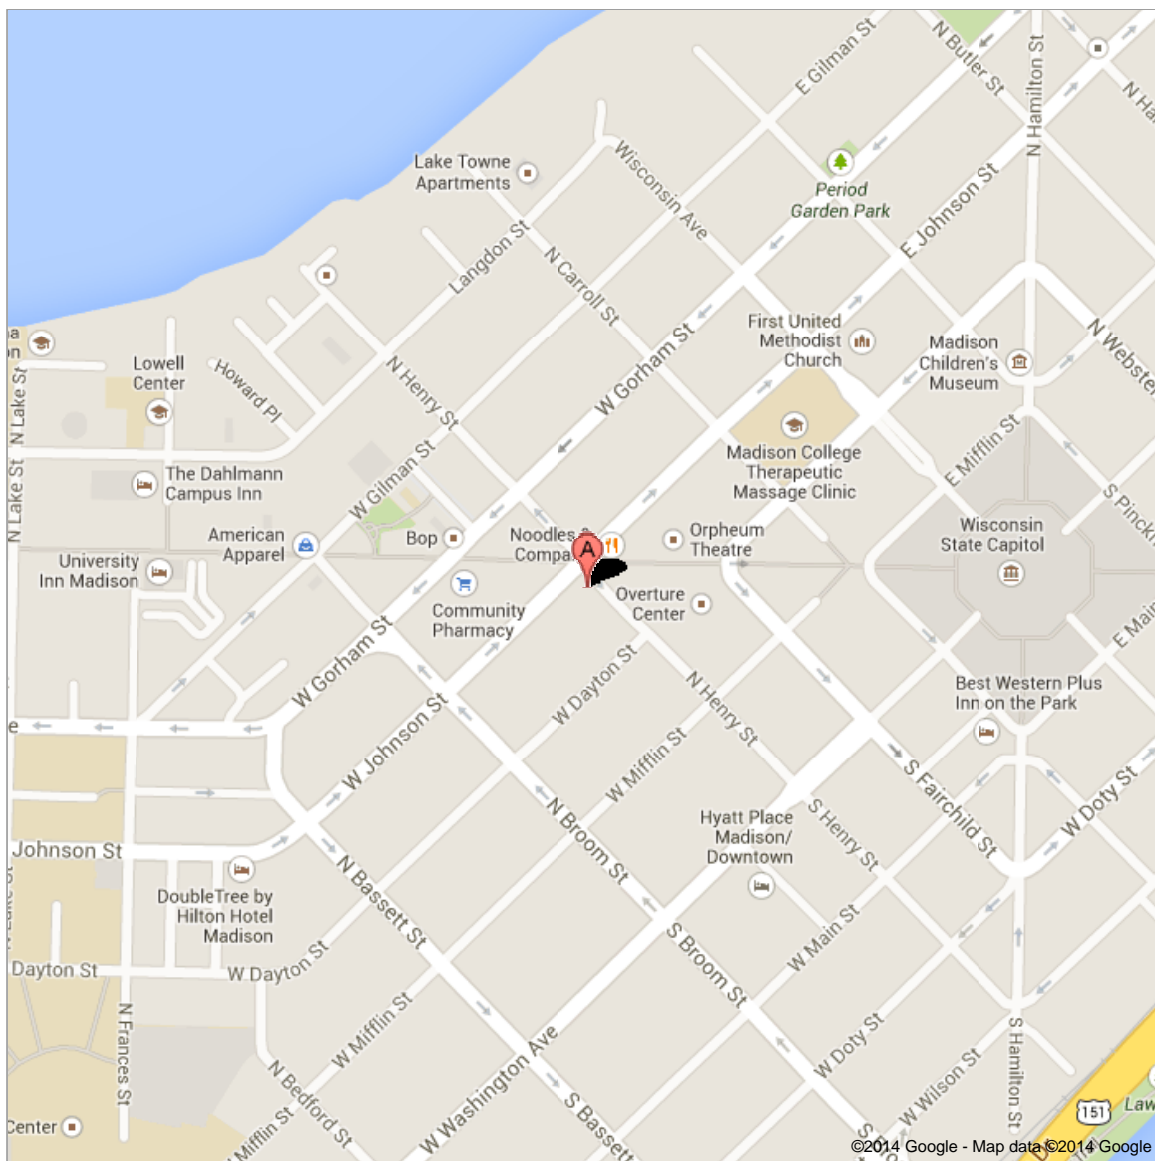 E Gilman St
N Butler St
N Hamilton St
Lake Towne
Apartments
Wisconsin Ave
Period
Garden Park
E Johnson St
Langdon St
N Carroll St
First United
Methodist
Church
Madison
Children's
Museum
N Webster
Lowell
Center
Howard Pl
N Henry St
W Gorham St
N Lake St
N Lake St
W Gilman St
The Dahlmann
Campus Inn
Madison College
Therapeutic
Massage Clinic
E Mifflin St
S Pinckn
American
Apparel
Bop
Noodles &
Compa
A
Orpheum
Theatre
Wisconsin
State Capitol
University
Inn Madison
Community
Pharmacy
Overture
Center
E Main
W Gorham St
W Dayton St
N Henry St
Best Western Plus
Inn on the Park
W Johnson St
W Mifflin St
S Fairchild St
W Doty St
Hyatt Place
Madison/
Downtown
S Henry St
N Broom St
Johnson St
DoubleTree by
Hilton Hotel
Madison
N Bassett St
W Main St
S Broom St
Dayton St
W Dayton St
N Frances St
W Mifflin St
W Washington Ave
W Doty St
W Wilson St
S Hamilton St
N Bedford St
S Bassett
151
Law
Center
W Mifflin St
©2014 Google - Map data ©2014 Google